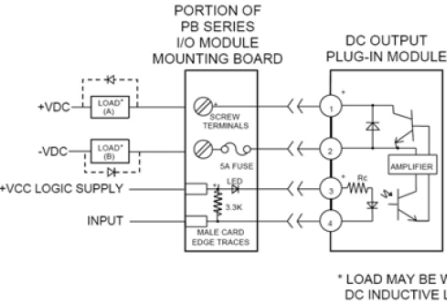 PORTION OF
PB SERIES
I/O MODULE
MOUNTING BOARD
DC OUTPUT
PLUG-IN MODULE
+VDC
LOAD*
(A)
+
SCREW
TERMINALS
1
*
-VDC
LOAD*
(B)
5A FUSE
2
AMPLIFIER
+VCC LOGIC SUPPLY
LED
3
*
Rc
3.3K
INPUT
4
MALE CARD
EDGE TRACES
* LOAD MAY BE
DC INDUCTIVE